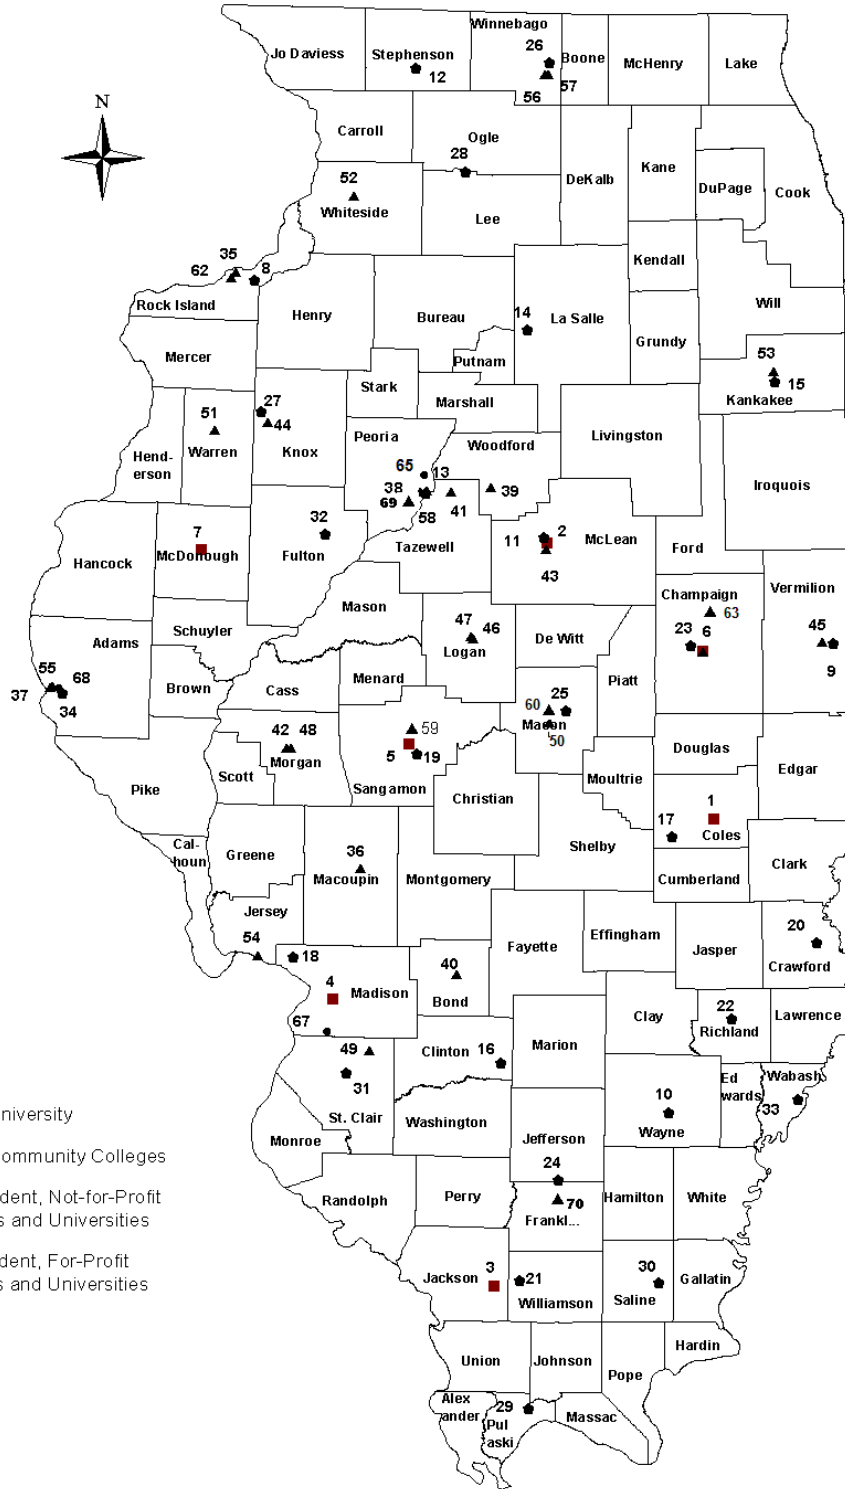 Winnebago
Jo Daviess
Stephenson
26
Boone
McHenry
Lake
12
56
57
N
Carroll
Ogle
28
DeKalb
Kane
DuPage
Cook
52
Whiteside
Lee
Kendall
35
62
8
Rock Island
Will
Henry
Bureau
14
La Salle
Grundy
Mercer
Putnam
53
15
Kankakee
Stark
Marshall
27
44
Knox
51
Warren
Peoria
Woodford
Livingston
Hend-
erson
65
13
38
69
58
41
39
Iroquois
32
Fulton
7
McDonough
Hancock
Tazewell
11
2
43
McLean
Ford
Champaign
63
Vermilion
Mason
Schuyler
Adams
47
46
Logan
De Witt
23
6
45
9
Piatt
55
68
37
34
Brown
Cass
Menard
60
25
Macon
50
42
48
Morgan
59
5
19
Sangamon
Douglas
Edgar
Scott
Pike
Christian
Moultrie
1
17
Coles
Cal-
houn
Greene
36
Macoupin
Montgomery
Shelby
Cumberland
Clark
Jersey
54
18
Fayette
Effingham
Jasper
20
Crawford
4
Madison
40
Bond
67
Clay
22
Richland
Lawrence
49
31
St. Clair
Clinton
16
Marion
Ed
wards
Wabash
33
10
Wayne
Washington
Jefferson
Monroe
24
70
Frankl...
Hamilton
White
Randolph
Perry
niversity
ommunity Colleges
dent, Not-for-Profit
s and Universities
dent, For-Profit
s and Universities
3
Jackson
21
Williamson
30
Saline
Gallatin
Union
Johnson
Pope
Hardin
Alex
ander
29
Pul
aski
Massac